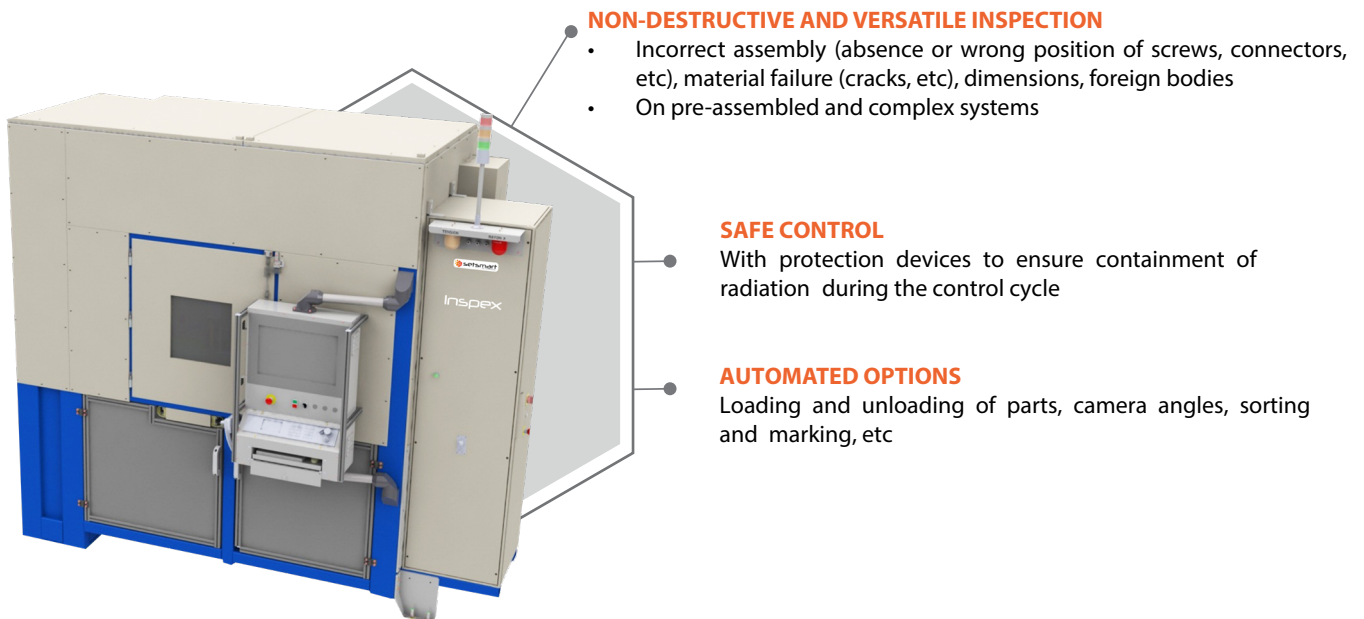 NON-DESTRUCTIVE AND VERSATILE INSPECTION
• Incorrect assembly (absence or wrong position of screws, connectors,
etc), material failure (cracks, etc), dimensions, foreign bodies
• On pre-assembled and complex systems
SAFE CONTROL
With protection devices to ensure containment of
radiation during the control cycle
AUTOMATED OPTIONS
Loading and unloading of parts, camera angles, sorting
and marking, etc
setsmart
Inspex